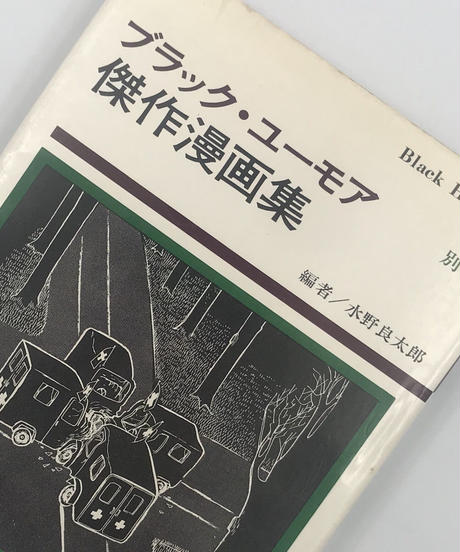 ブラック・ユーモア
傑作漫画集
Black H
別
編者/水野良太郎